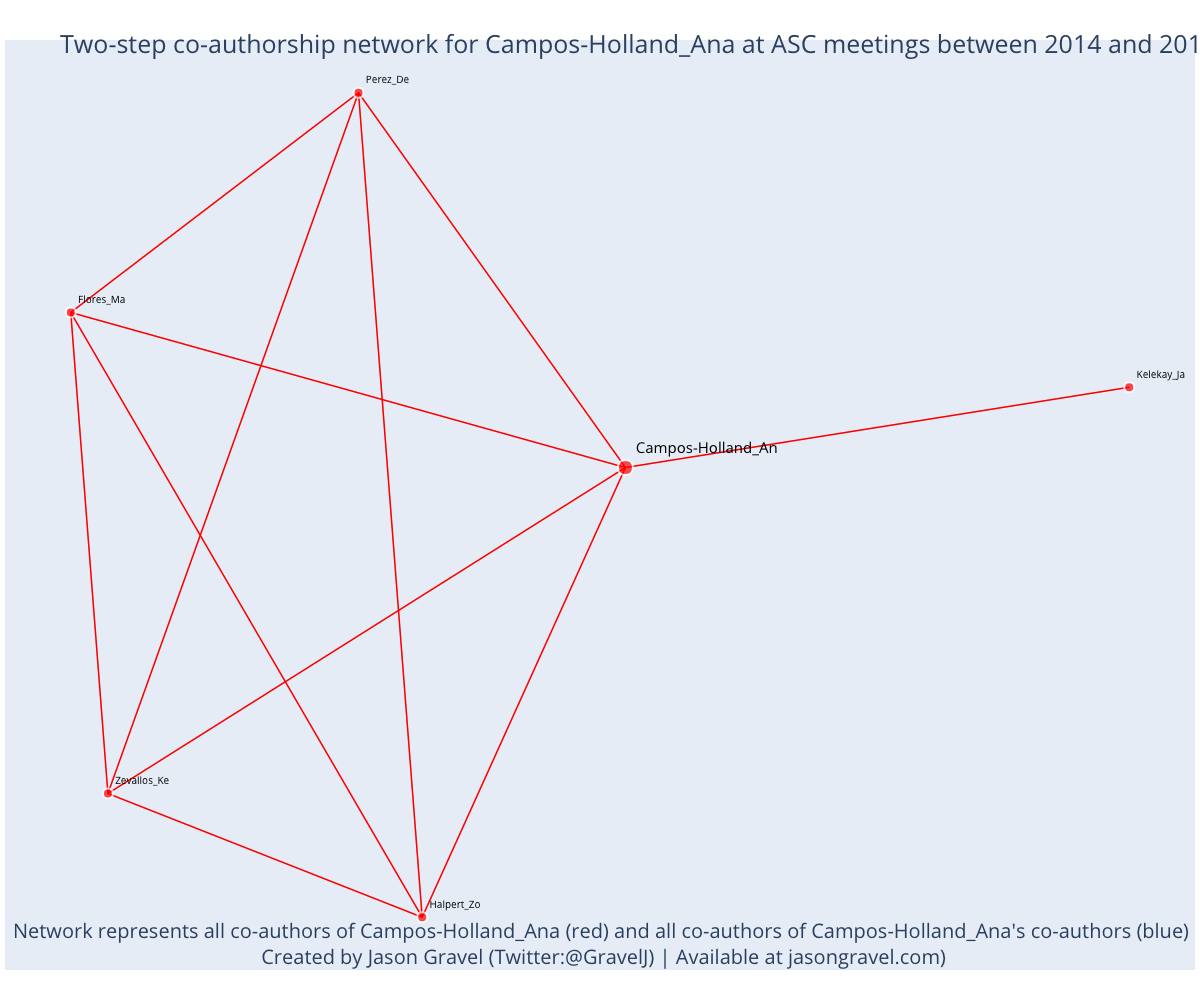 Two-step co-authorship network for Campos-Holland_Ana at ASC meetings between 2014 and 201
Perez_De
Flores_Ma
Kelekay_Ja
Campos-Holland_An
Zevallos_Ke
Halpert_Zo
Network represents all co-authors of Campos-Holland_Ana (red) and all co-authors of Campos-Holland_Ana's co-authors (blue)
Created by Jason Gravel (Twitter:@GravelJ) | Available at jasongravel.com)